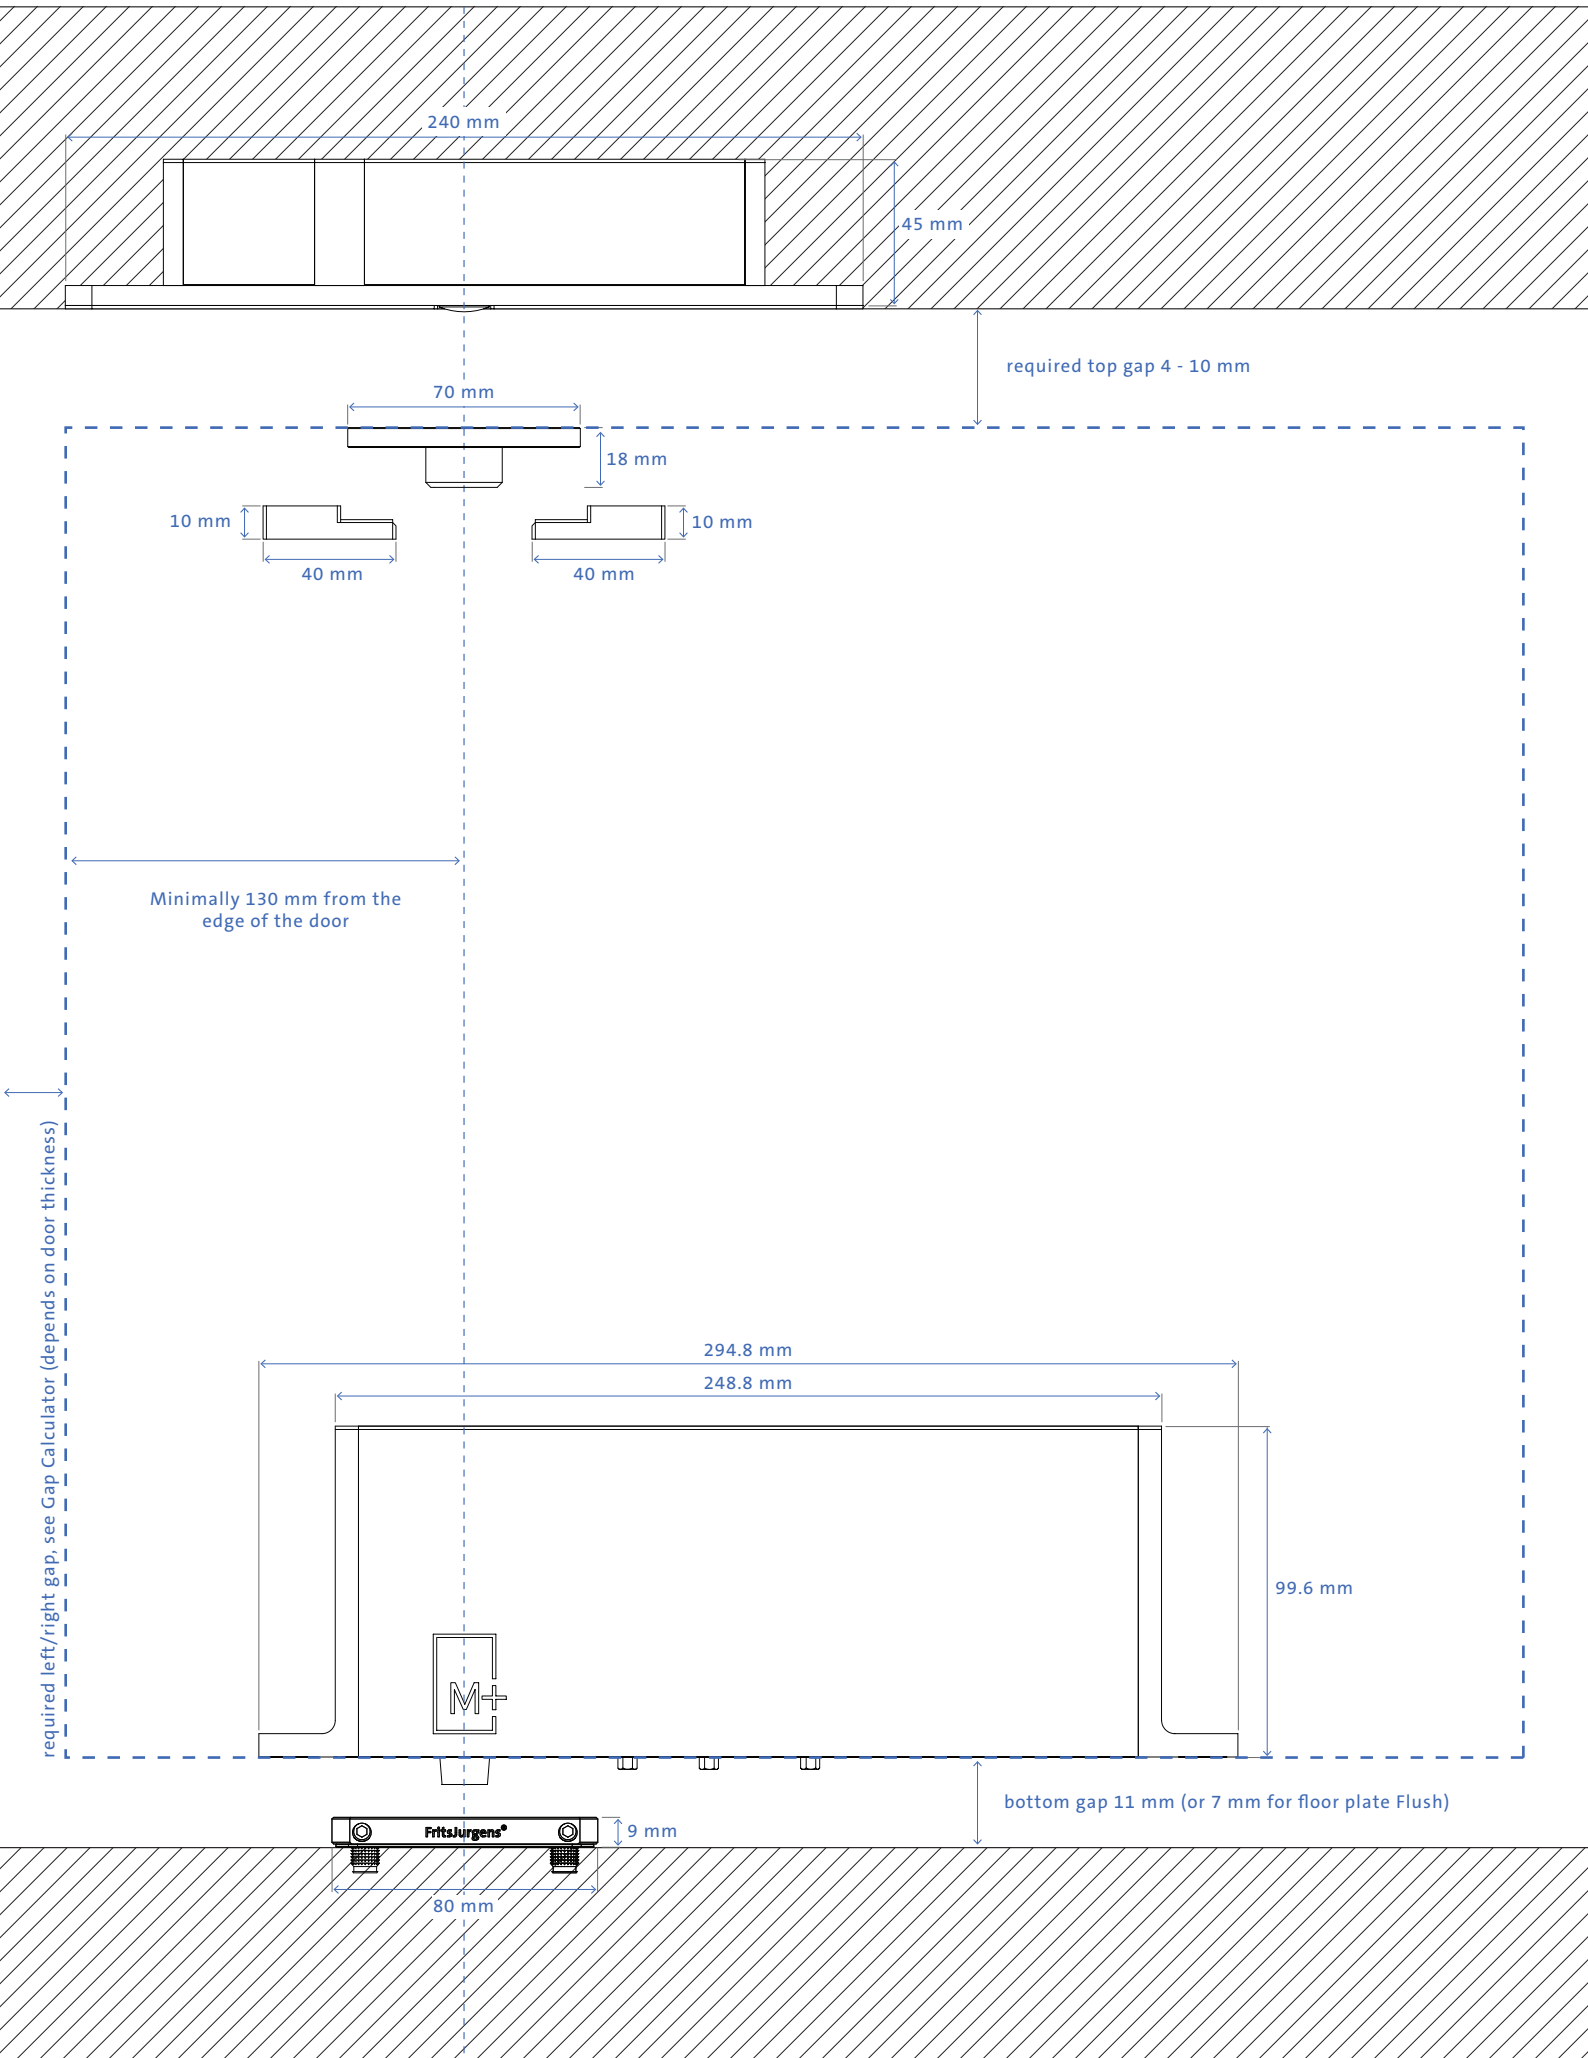 240 mm
45 mm
required top gap 4 - 10 mm
70 mm
18 mm
10 mm
10 mm
40 mm
40 mm
Minimally 130 mm from the
edge of the door
required left/right gap, see Gap Calculator (depends on door thickness)
294.8 mm
248.8 mm
99.6 mm
M+
bottom gap 11 mm (or 7 mm for floor plate Flush)
FritsJurgens®
9 mm
80 mm